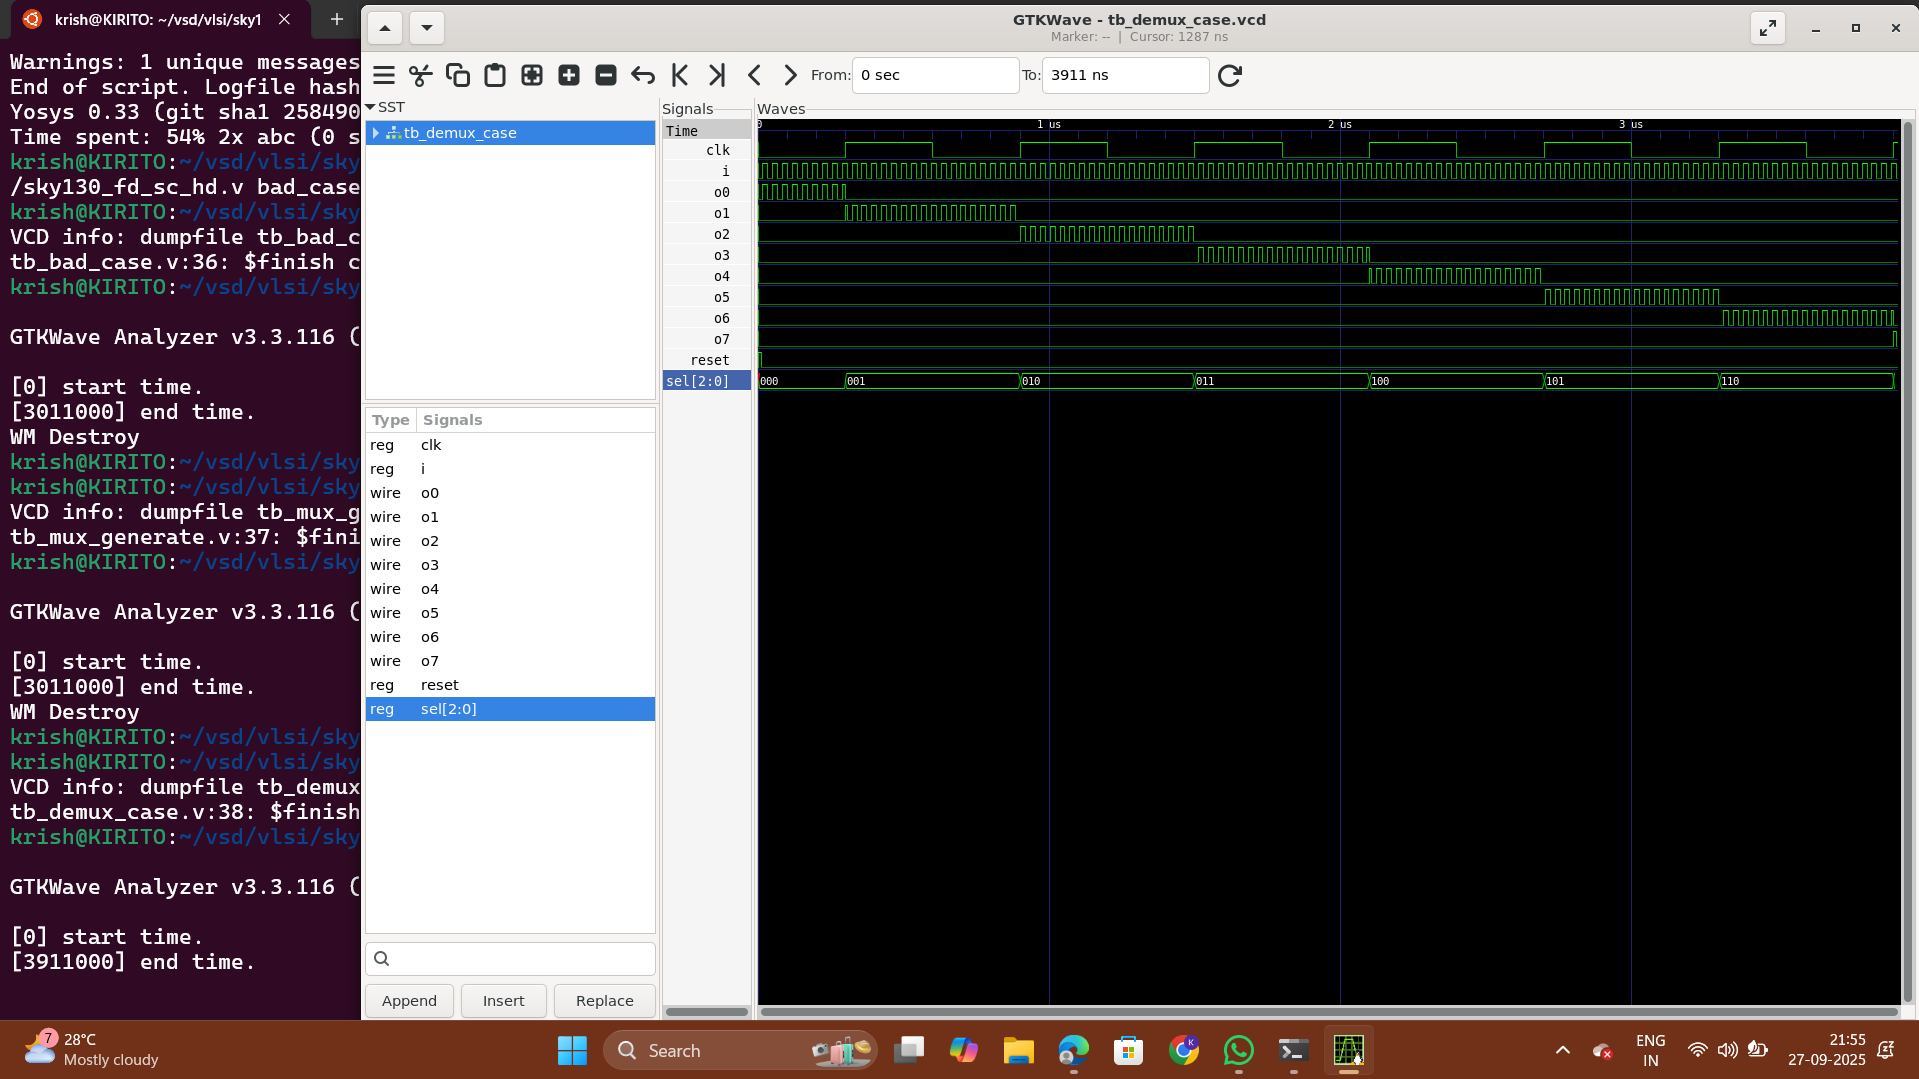 krish@KIRITO: ~/vsd/vlsi/sky1
Warnings: 1 unique messages
End of script. Logfile hash
Yosys 0.33 (git sha1 258490
Time spent: 54% 2x abc (0 s
krish@KIRITO:~/vsd/vlsi/sky
/sky130_fd_sc_hd.v bad_case
krish@KIRITO:~/vsd/vlsi/sky
VCD info: dumpfile tb_bad_c
tb_bad_case.v:36: $finish c
krish@KIRITO:~/vsd/vlsi/sky
GTKWave Analyzer v3.3.116 (
[0] start time.
[3011000] end time.
WM Destroy
krish@KIRITO:~/vsd/vlsi/sky
krish@KIRITO:~/vsd/vlsi/sky
VCD info: dumpfile tb_mux_g
tb_mux_generate.v:37: $fini
krish@KIRITO:~/vsd/vlsi/sky
GTKWave Analyzer v3.3.116 (
[0] start time.
[3011000] end time.
WM Destroy
krish@KIRITO:~/vsd/vlsi/sky
krish@KIRITO:~/vsd/vlsi/sky
VCD info: dumpfile tb_demux
tb_demux_case.v:38: $finish
krish@KIRITO:~/vsd/vlsi/sky
GTKWave Analyzer v3.3.116 (
[0] start time.
[3911000] end time.
GTKWave - tb_demux_case.vcd
Marker: -- | Cursor: 1287 ns
From: 0 sec To: 3911 ns
SST
tb_demux_case
Type Signals
reg clk
reg i
wire o0
wire o1
wire o2
wire o3
wire o4
wire o5
wire o6
wire o7
reg reset
reg sel[2:0]
Append Insert Replace
Signals
Time
clk
i
o0
o1
o2
o3
o4
o5
o6
o7
reset
sel[2:0]
Waves
0 1 us 2 us 3 us
000 001 010 011 100 101 110
7
28°C
Mostly cloudy
Search
K
ENG
IN
21:55
27-09-2025